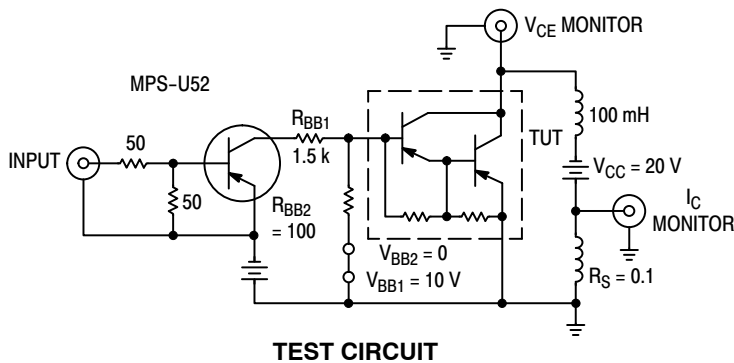 V_CE MONITOR
MPS-U52
R_BB1
1.5 k
100 mH
TUT
50
INPUT
50
V_CC = 20 V
I_C
MONITOR
R_BB2
= 100
V_BB2 = 0
V_BB1 = 10 V
R_S = 0.1
TEST CIRCUIT